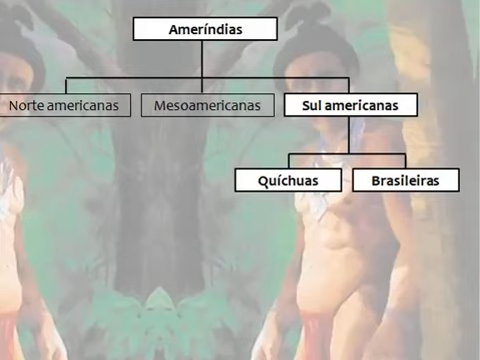 Ameríndias
Norte americanas
Mesoamericanas
Sul americanas
Quíchuas
Brasileiras